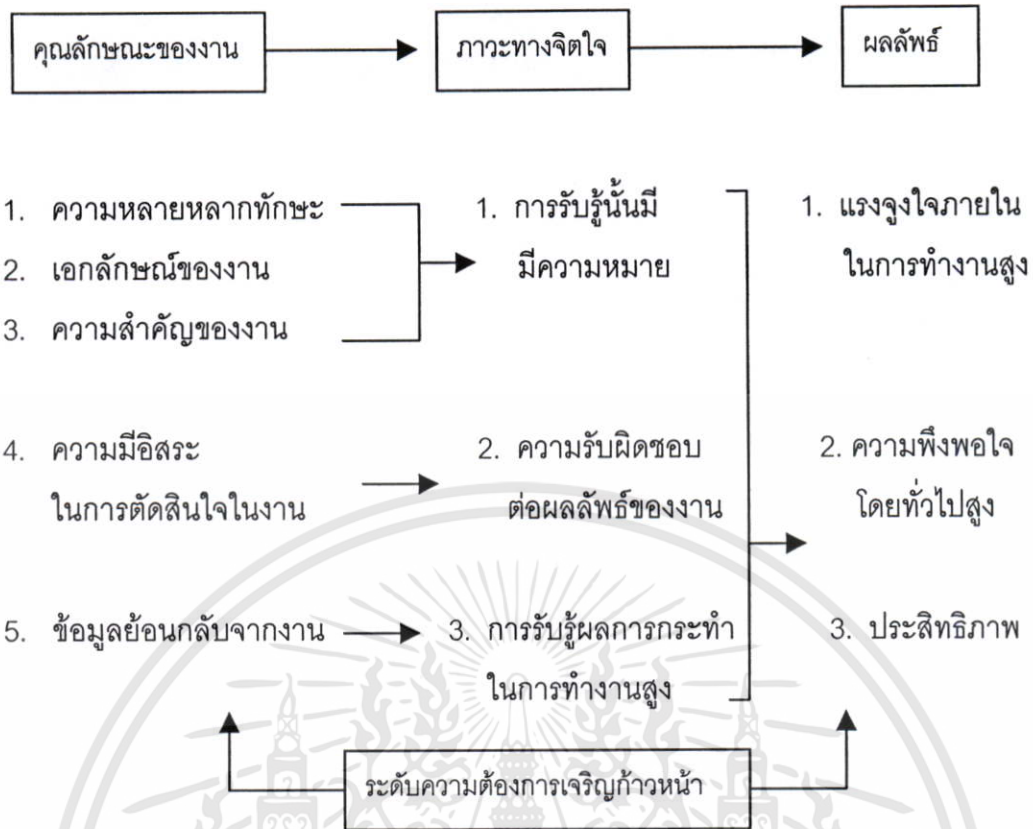 คุณลักษณะของงาน
ภาวะทางจิตใจ
ผลลัพธ์
1. ความหลายหลากทักษะ
2. เอกลักษณ์ของงาน
3. ความสำคัญของงาน
4. ความมีอิสระ
ในการตัดสินใจในงาน
5. ข้อมูลย้อนกลับจากงาน
1. การรับรู้นั้นมี
มีความหมาย
2. ความรับผิดชอบ
ต่อผลลัพธ์ของงาน
3. การรับรู้ผลการกระทำ
ในการทำงานสูง
1. แรงจูงใจภายใน
ในการทำงานสูง
2. ความพึงพอใจ
โดยทั่วไปสูง
3. ประสิทธิภาพ
ระดับความต้องการเจริญก้าวหน้า